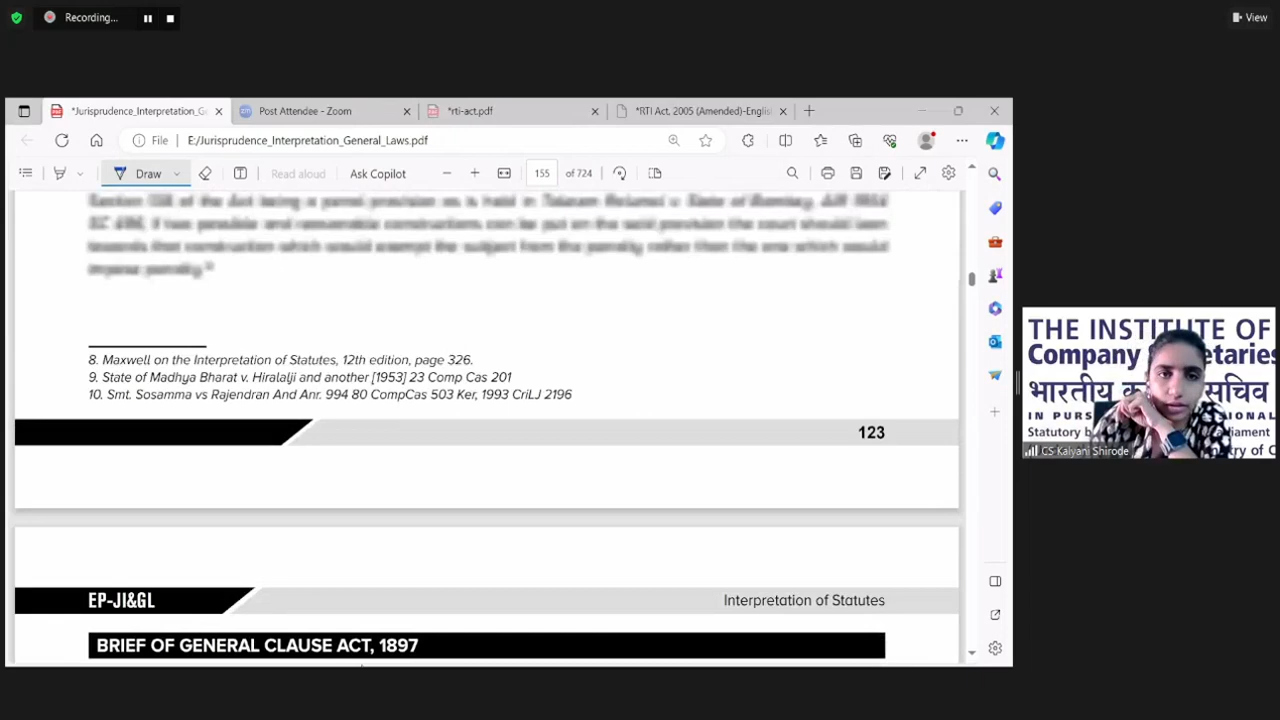 Recording...
View
*Jurisprudence_Interpretation_G
Post Attendee - Zoom
*rti-act.pdf
*RTI Act, 2005 (Amended)-Englis
File
E:/Jurisprudence_Interpretation_General_Laws.pdf
Draw
Read aloud
Ask Copilot
155
of 724
8. Maxwell on the Interpretation of Statutes, 12th edition, page 326.
9. State of Madhya Bharat v. Hiralalji and another [1953] 23 Comp Cas 201
10. Smt. Sosamma vs Rajendran And Anr. 994 80 CompCas 503 Ker, 1993 CriLJ 2196
123
EP-JI&GL
Interpretation of Statutes
BRIEF OF GENERAL CLAUSE ACT, 1897
THE INSTITUTE OF
Company
भारतीय
सचिव
IN PURS
Statutory
CS Kalyani Shirode